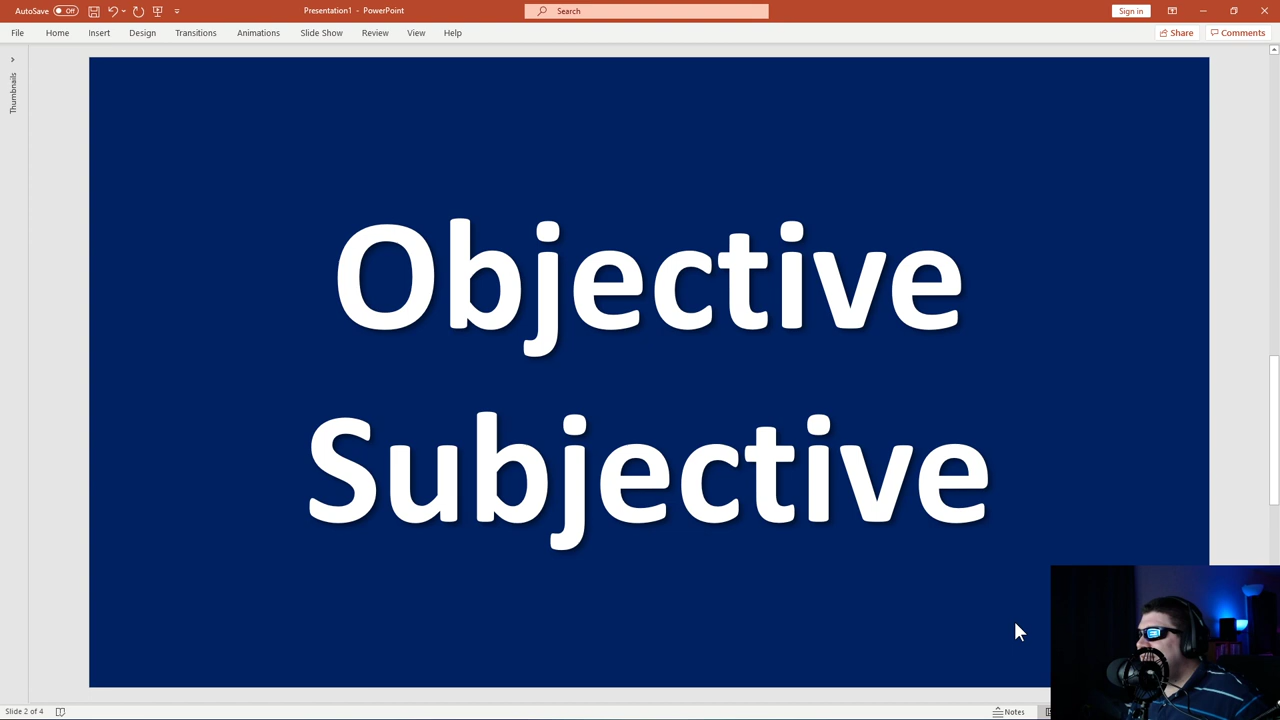 AutoSave Off
Presentation1 - PowerPoint
Search
Sign in
File Home Insert Design Transitions Animations Slide Show Review View Help
Share Comments
Thumbnails
Objective
Subjective
Slide 2 of 4
Notes